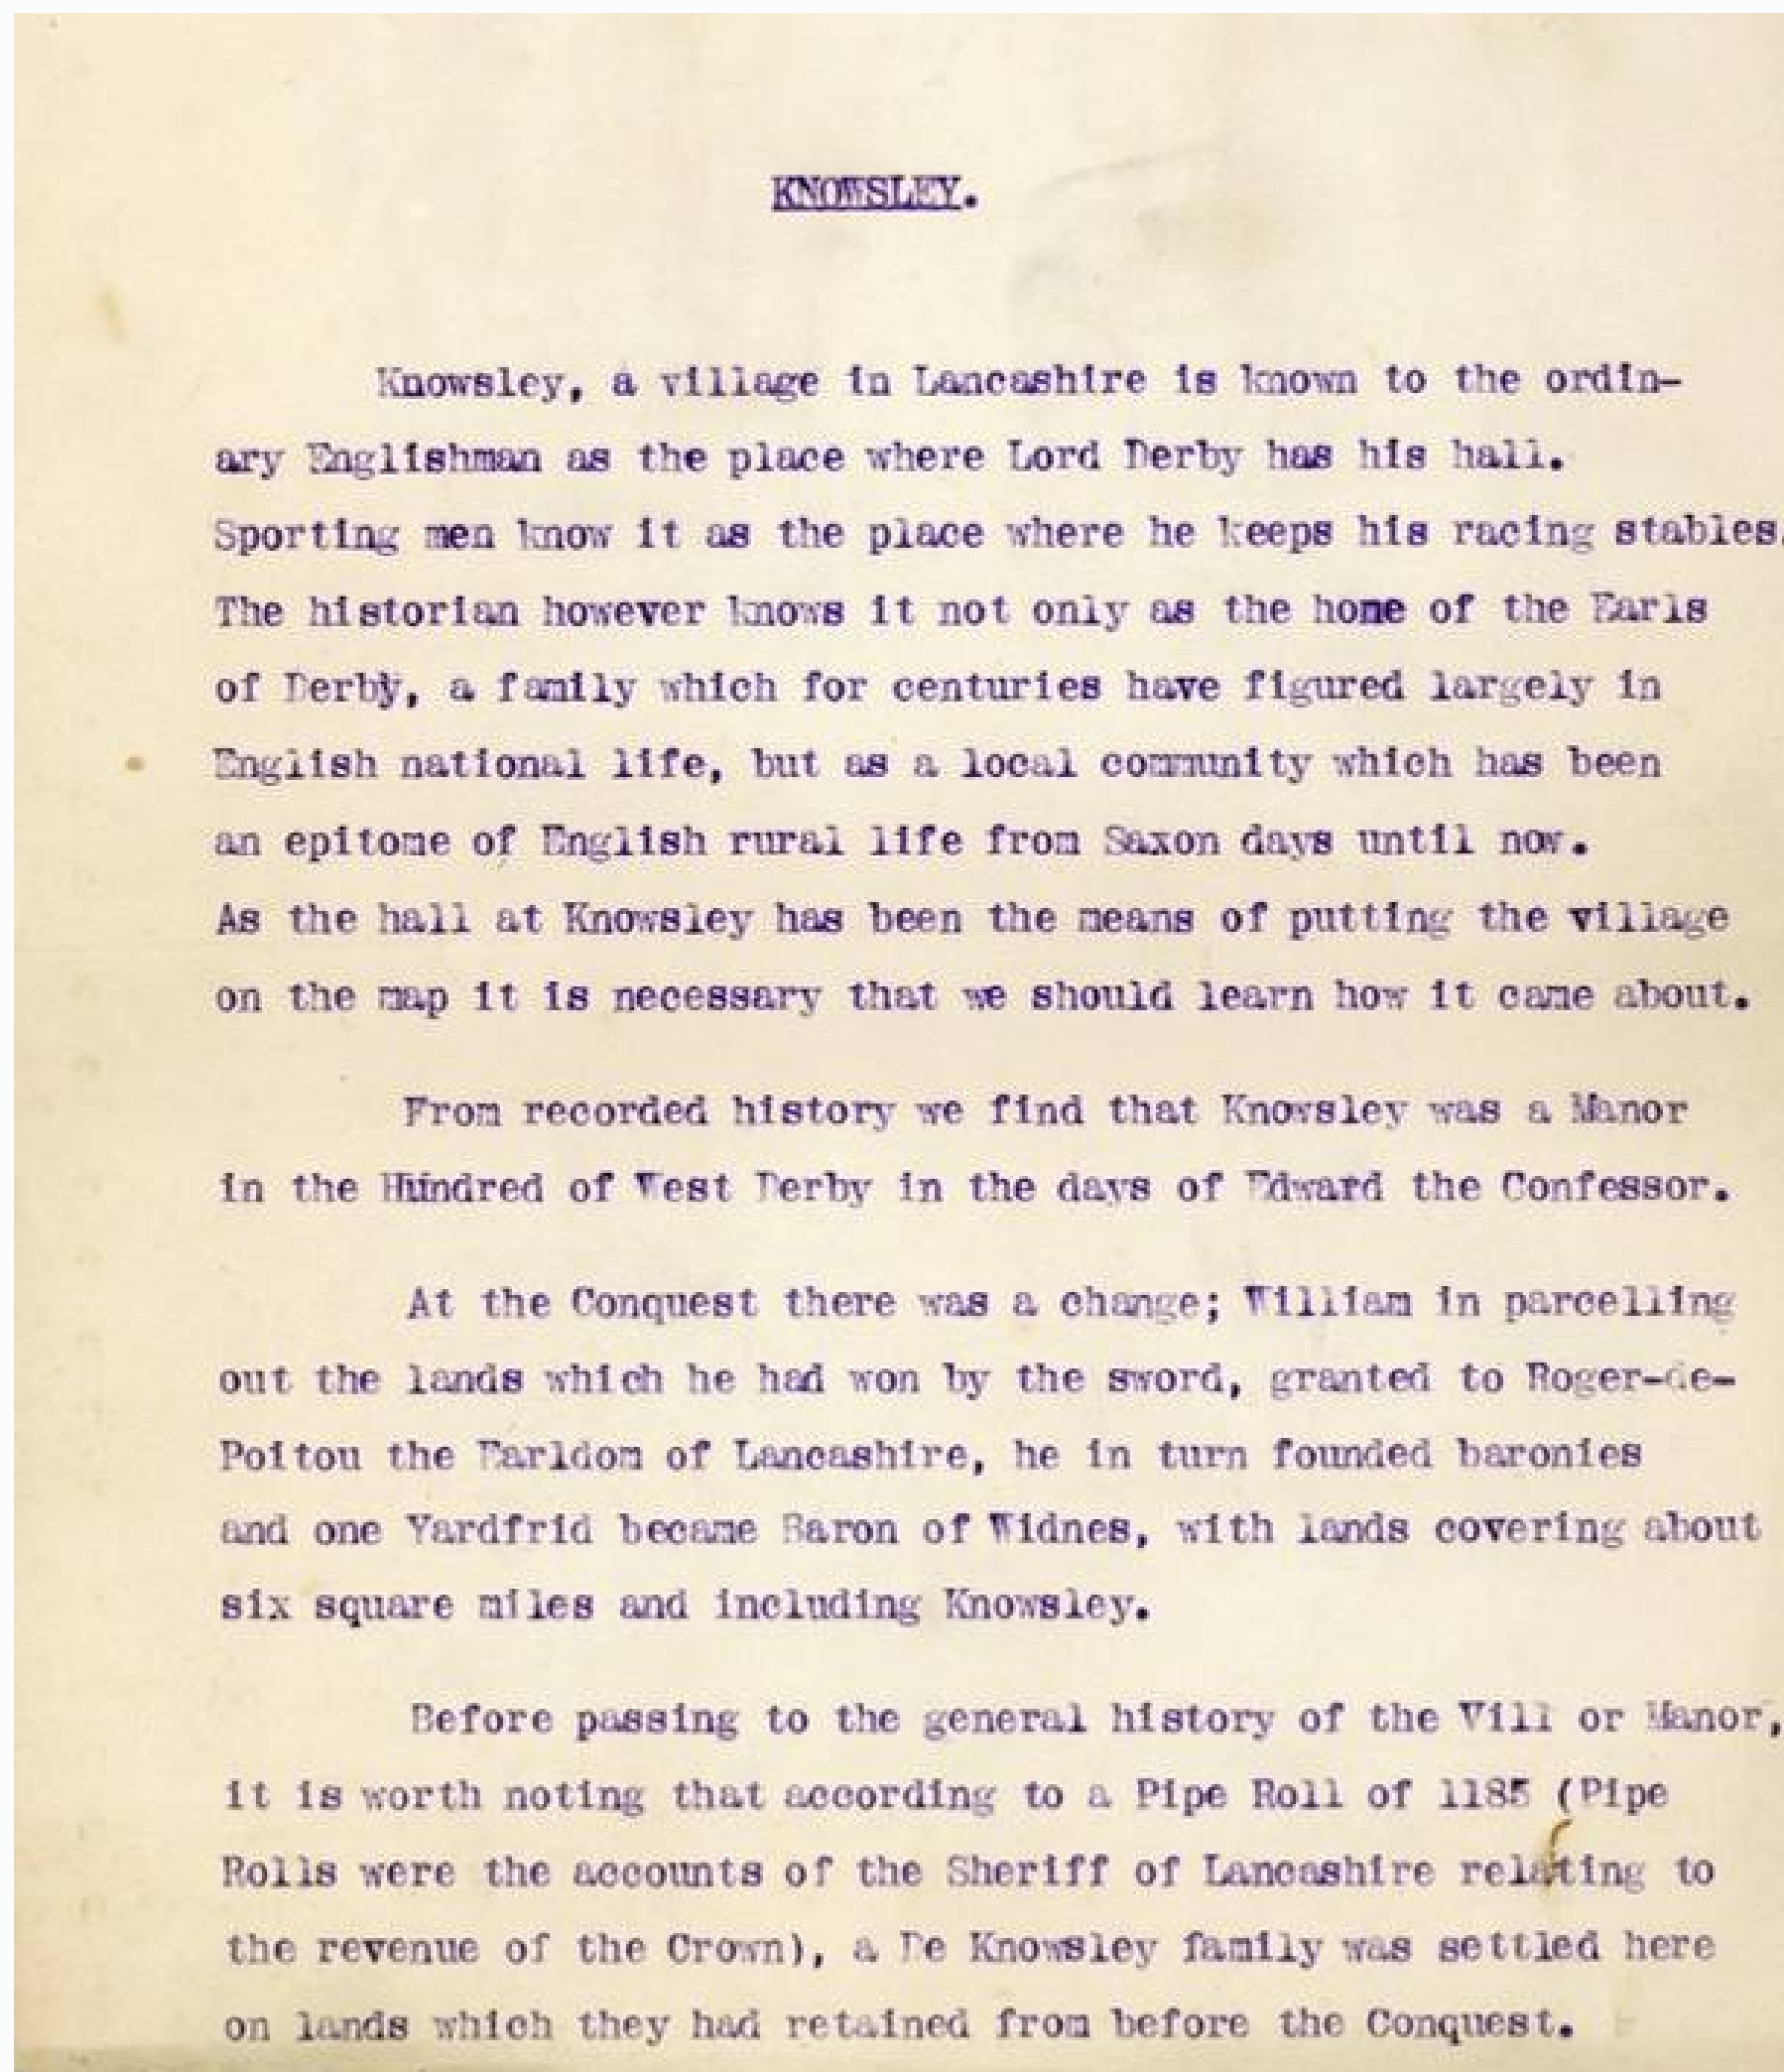 KNOWSLEY.
Knowsley, a village in Lancashire is known to the ordin-
ary Englishman as the place where Lord Derby has his hall.
Sporting men know it as the place where he keeps his racing stables.
The historian however knows it not only as the home of the Earls
of Derby, a family which for centuries have figured largely in
English national life, but as a local community which has been
an epitome of English rural life from Saxon days until now.
As the hall at Knowsley has been the means of putting the village
on the map it is necessary that we should learn how it came about.
From recorded history we find that Knowsley was a Manor
in the Hundred of West Derby in the days of Edward the Confessor.
At the Conquest there was a change; William in parcelling
out the lands which he had won by the sword, granted to Roger-de-
Poitou the Earldom of Lancashire, he in turn founded baronies
and one Yardfrid became Baron of Widnes, with lands covering about
six square miles and including Knowsley.
Before passing to the general history of the Vill or Manor,
it is worth noting that according to a Pipe Roll of 1185 (Pipe
Rolls were the accounts of the Sheriff of Lancashire relating to
the revenue of the Crown), a De Knowsley family was settled here
on lands which they had retained from before the Conquest.